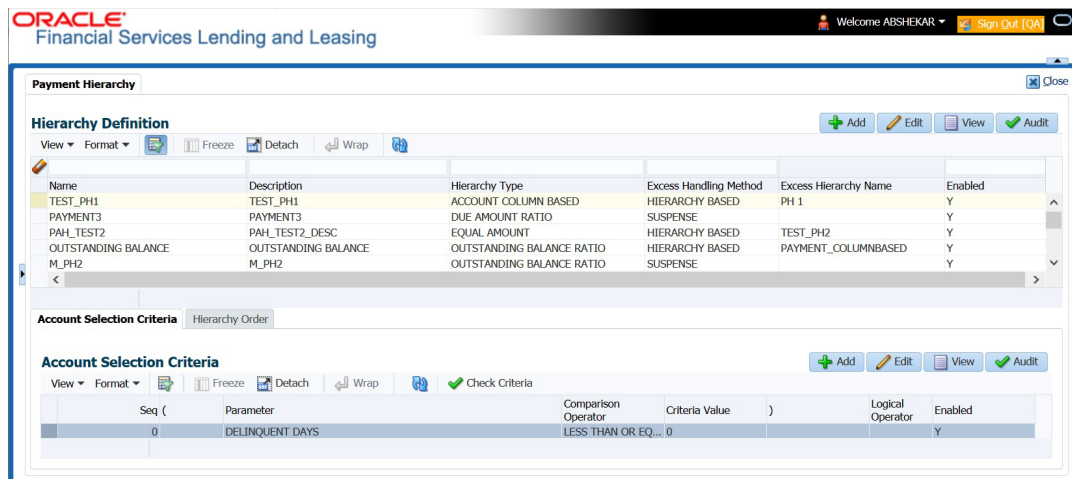 ORACLE®
Financial Services Lending and Leasing
Welcome ABSHEKAR
Sign Out [QA]
Payment Hierarchy
Close
Hierarchy Definition
Add Edit View Audit
View Format Freeze Detach Wrap
Name Description Hierarchy Type Excess Handling Method Excess Hierarchy Name Enabled
TEST_PH1 TEST_PH1 ACCOUNT COLUMN BASED HIERARCHY BASED PH 1 Y
PAYMENT3 PAYMENT3 DUE AMOUNT RATIO SUSPENSE Y
PAH_TEST2 PAH_TEST2_DESC EQUAL AMOUNT HIERARCHY BASED TEST_PH2 Y
OUTSTANDING BALANCE OUTSTANDING BALANCE OUTSTANDING BALANCE RATIO HIERARCHY BASED PAYMENT_COLUMNBASED Y
M_PH2 M_PH2 OUTSTANDING BALANCE RATIO SUSPENSE Y
Account Selection Criteria Hierarchy Order
Account Selection Criteria
Add Edit View Audit
View Format Freeze Detach Wrap Check Criteria
Seq ( Parameter Comparison Operator Criteria Value ) Logical Operator Enabled
0 DELINQUENT DAYS LESS THAN OR EQ... 0 Y